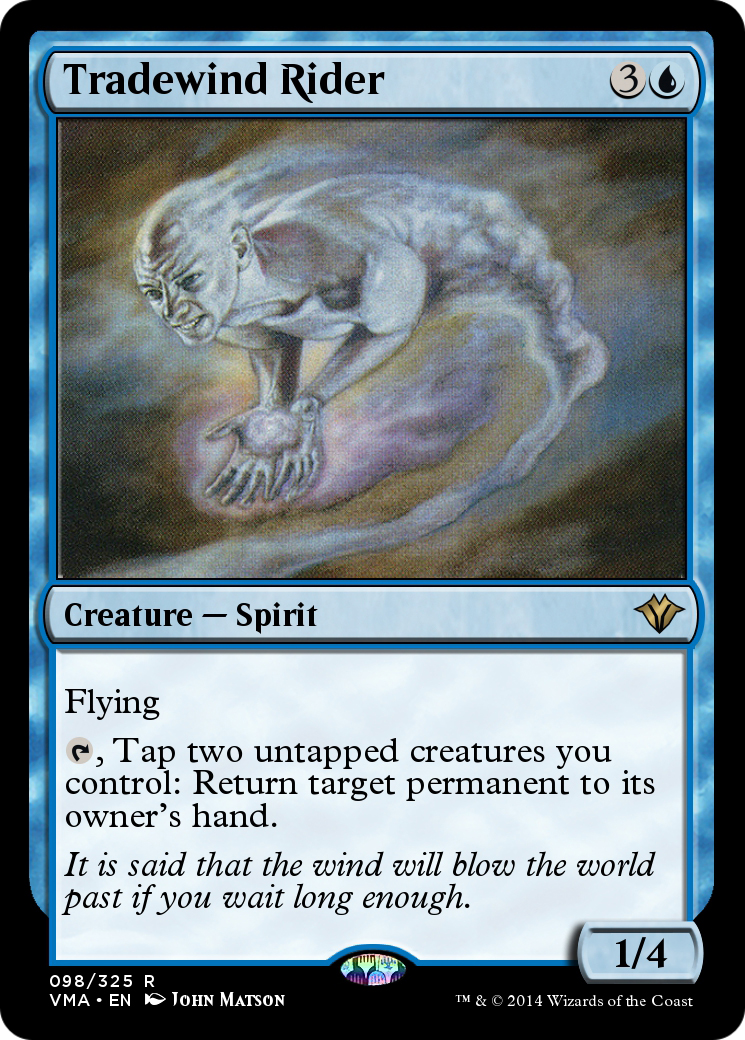 Tradewind Rider 3
Creature — Spirit
Flying
, Tap two untapped creatures you
control: Return target permanent to its
owner's hand.
It is said that the wind will blow the world
past if you wait long enough.
1/4
098/325 R
VMA • EN John Matson
™ & © 2014 Wizards of the Coast